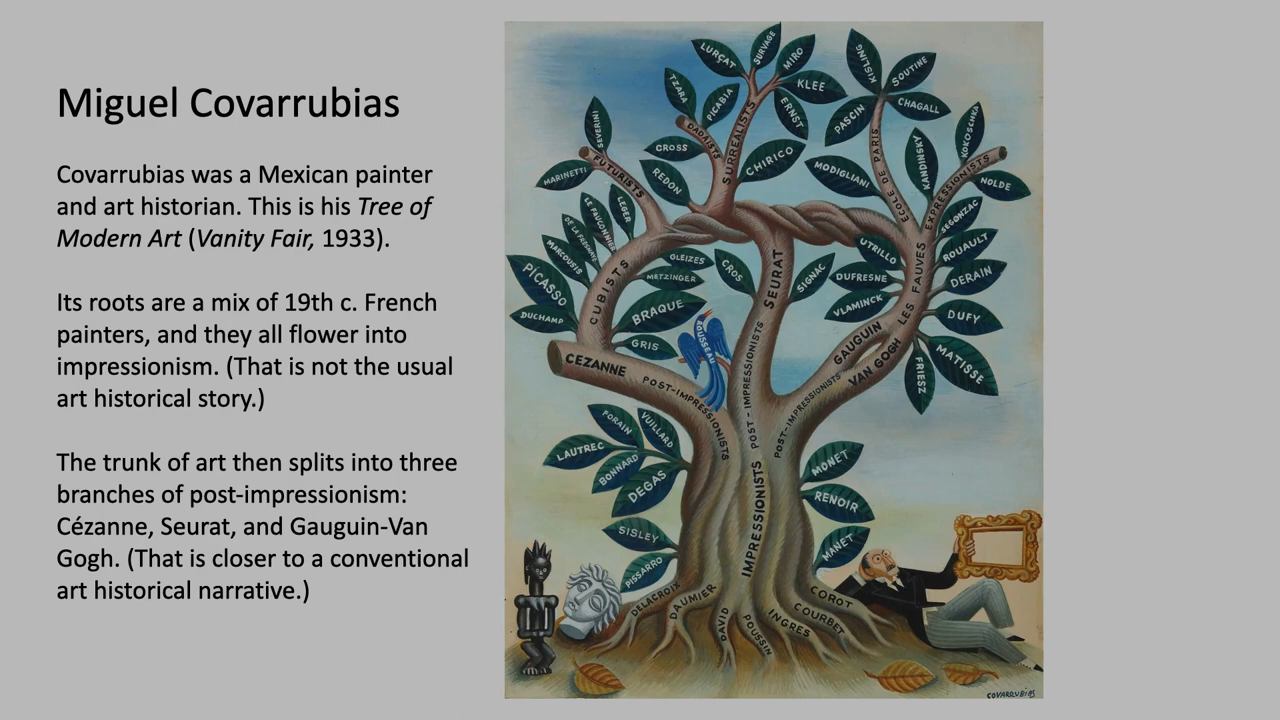 Miguel Covarrubias
Covarrubias was a Mexican painter
and art historian. This is his Tree of
Modern Art (Vanity Fair, 1933).
Its roots are a mix of 19th c. French
painters, and they all flower into
impressionism. (That is not the usual
art historical story.)
The trunk of art then splits into three
branches of post-impressionism:
Cézanne, Seurat, and Gauguin-Van
Gogh. (That is closer to a conventional
art historical narrative.)
LURÇAT
SURVAGE
MIRO
KLEE
ERNST
TZARA
PICABIA
DADAISTS
SURREALISTS
CHIRICO
CROSS
REDON
KISLING
SOUTINE
CHAGALL
PASCIN
MODIGLIANI
ECOLE DE PARIS
KANDINSKY
KOKOSCHKA
NOLDE
EXPRESSIONISTS
SEVERINI
MARINETTI
FUTURISTS
LEGER
LE FAUCONNIER
DE LA FRESNAYE
MARCOUSSIS
PICASSO
DUCHAMP
CUBISTS
GLEIZES
METZINGER
BRAQUE
GRIS
CROS
SEURAT
SIGNAC
UTRILLO
DUFRESNE
VLAMINCK
SEGONZAC
ROUAULT
DERAIN
DUFY
MATISSE
FRIESZ
LES FAUVES
GAUGUIN
VAN GOGH
ROUSSEAU
CEZANNE
POST-IMPRESSIONISTS
POST-IMPRESSIONISTS
POST-IMPRESSIONISTS
FORAIN
VUILLARD
LAUTREC
BONNARD
DEGAS
MONET
RENOIR
SISLEY
PISSARRO
MANET
IMPRESSIONISTS
DELACROIX
DAUMIER
DAVID
POUSSIN
INGRES
COURBET
COROT
COVARRUBIAS